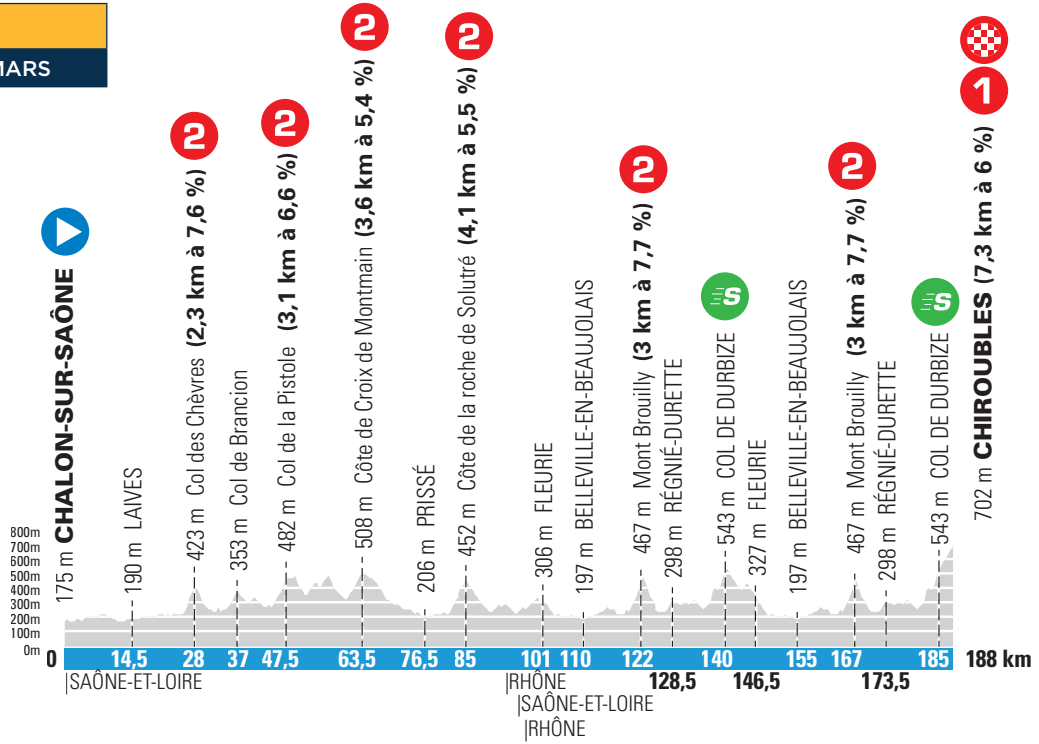 MARS
175 m CHALON-SUR-SAÔNE
190 m LAIVES
2
423 m Col des Chèvres (2,3 km à 7,6 %)
353 m Col de Brancion
2
482 m Col de la Pistole (3,1 km à 6,6 %)
2
508 m Côte de Croix de Montmain (3,6 km à 5,4 %)
206 m PRISSÉ
2
452 m Côte de la roche de Solutré (4,1 km à 5,5 %)
306 m FLEURIE
197 m BELLEVILLE-EN-BEAUJOLAIS
2
467 m Mont Brouilly (3 km à 7,7 %)
298 m RÉGNIÉ-DURETTE
S
543 m COL DE DURBIZE
327 m FLEURIE
197 m BELLEVILLE-EN-BEAUJOLAIS
2
467 m Mont Brouilly (3 km à 7,7 %)
298 m RÉGNIÉ-DURETTE
S
543 m COL DE DURBIZE
1
702 m CHIROUBLES (7,3 km à 6 %)
800m
700m
600m
500m
400m
300m
200m
100m
0m
0 14,5 28 37 47,5 63,5 76,5 85 101 110 122 140 155 167 185 188 km
128,5 146,5 173,5
|SAÔNE-ET-LOIRE
|RHÔNE
|SAÔNE-ET-LOIRE
|RHÔNE